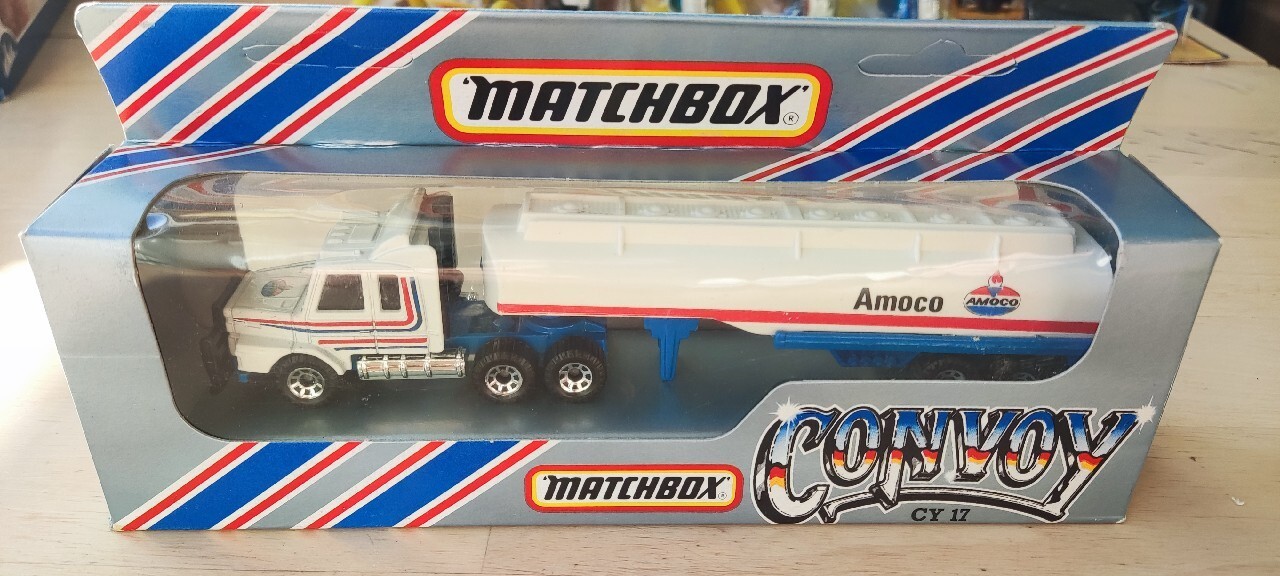 'MATCHBOX'®
Amoco
AMOCO
CONVOY
'MATCHBOX'®
CY 17